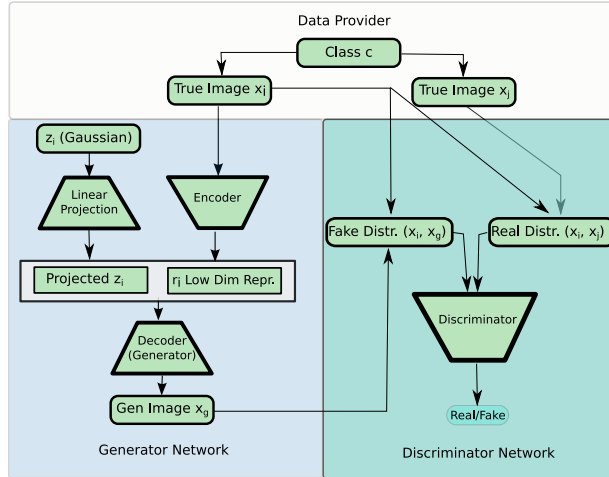 Data Provider
Class c
True Image xᵢ
True Image xⱼ
zᵢ (Gaussian)
Linear
Projection
Encoder
Fake Distr. (xᵢ, x_g)
Real Distr. (xᵢ, xⱼ)
Projected zᵢ
rᵢ Low Dim Repr.
Discriminator
Decoder
(Generator)
Gen Image x_g
Real/Fake
Generator Network
Discriminator Network